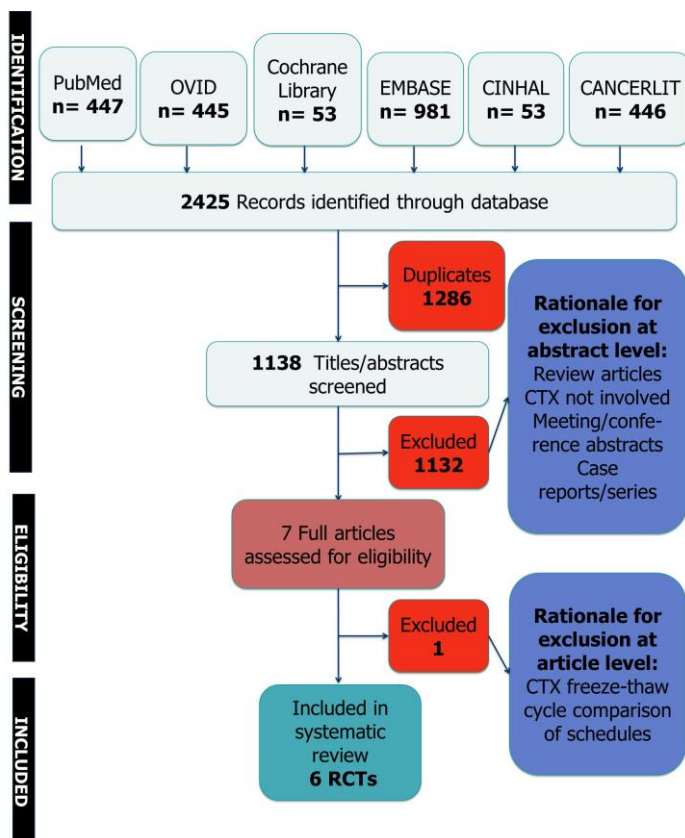 IDENTIFICATION
PubMed
n= 447
OVID
n= 445
Cochrane
Library
n= 53
EMBASE
n= 981
CINHAL
n= 53
CANCERLIT
n= 446
2425 Records identified through database
SCREENING
Duplicates
1286
1138 Titles/abstracts
screened
Excluded
1132
Rationale for
exclusion at
abstract level:
Review articles
CTX not involved
Meeting/confe-
rence abstracts
Case
reports/series
ELIGIBILITY
7 Full articles
assessed for eligibility
Excluded
1
Rationale for
exclusion at
article level:
CTX freeze-thaw
cycle comparison
of schedules
INCLUDED
Included in
systematic
review
6 RCTs